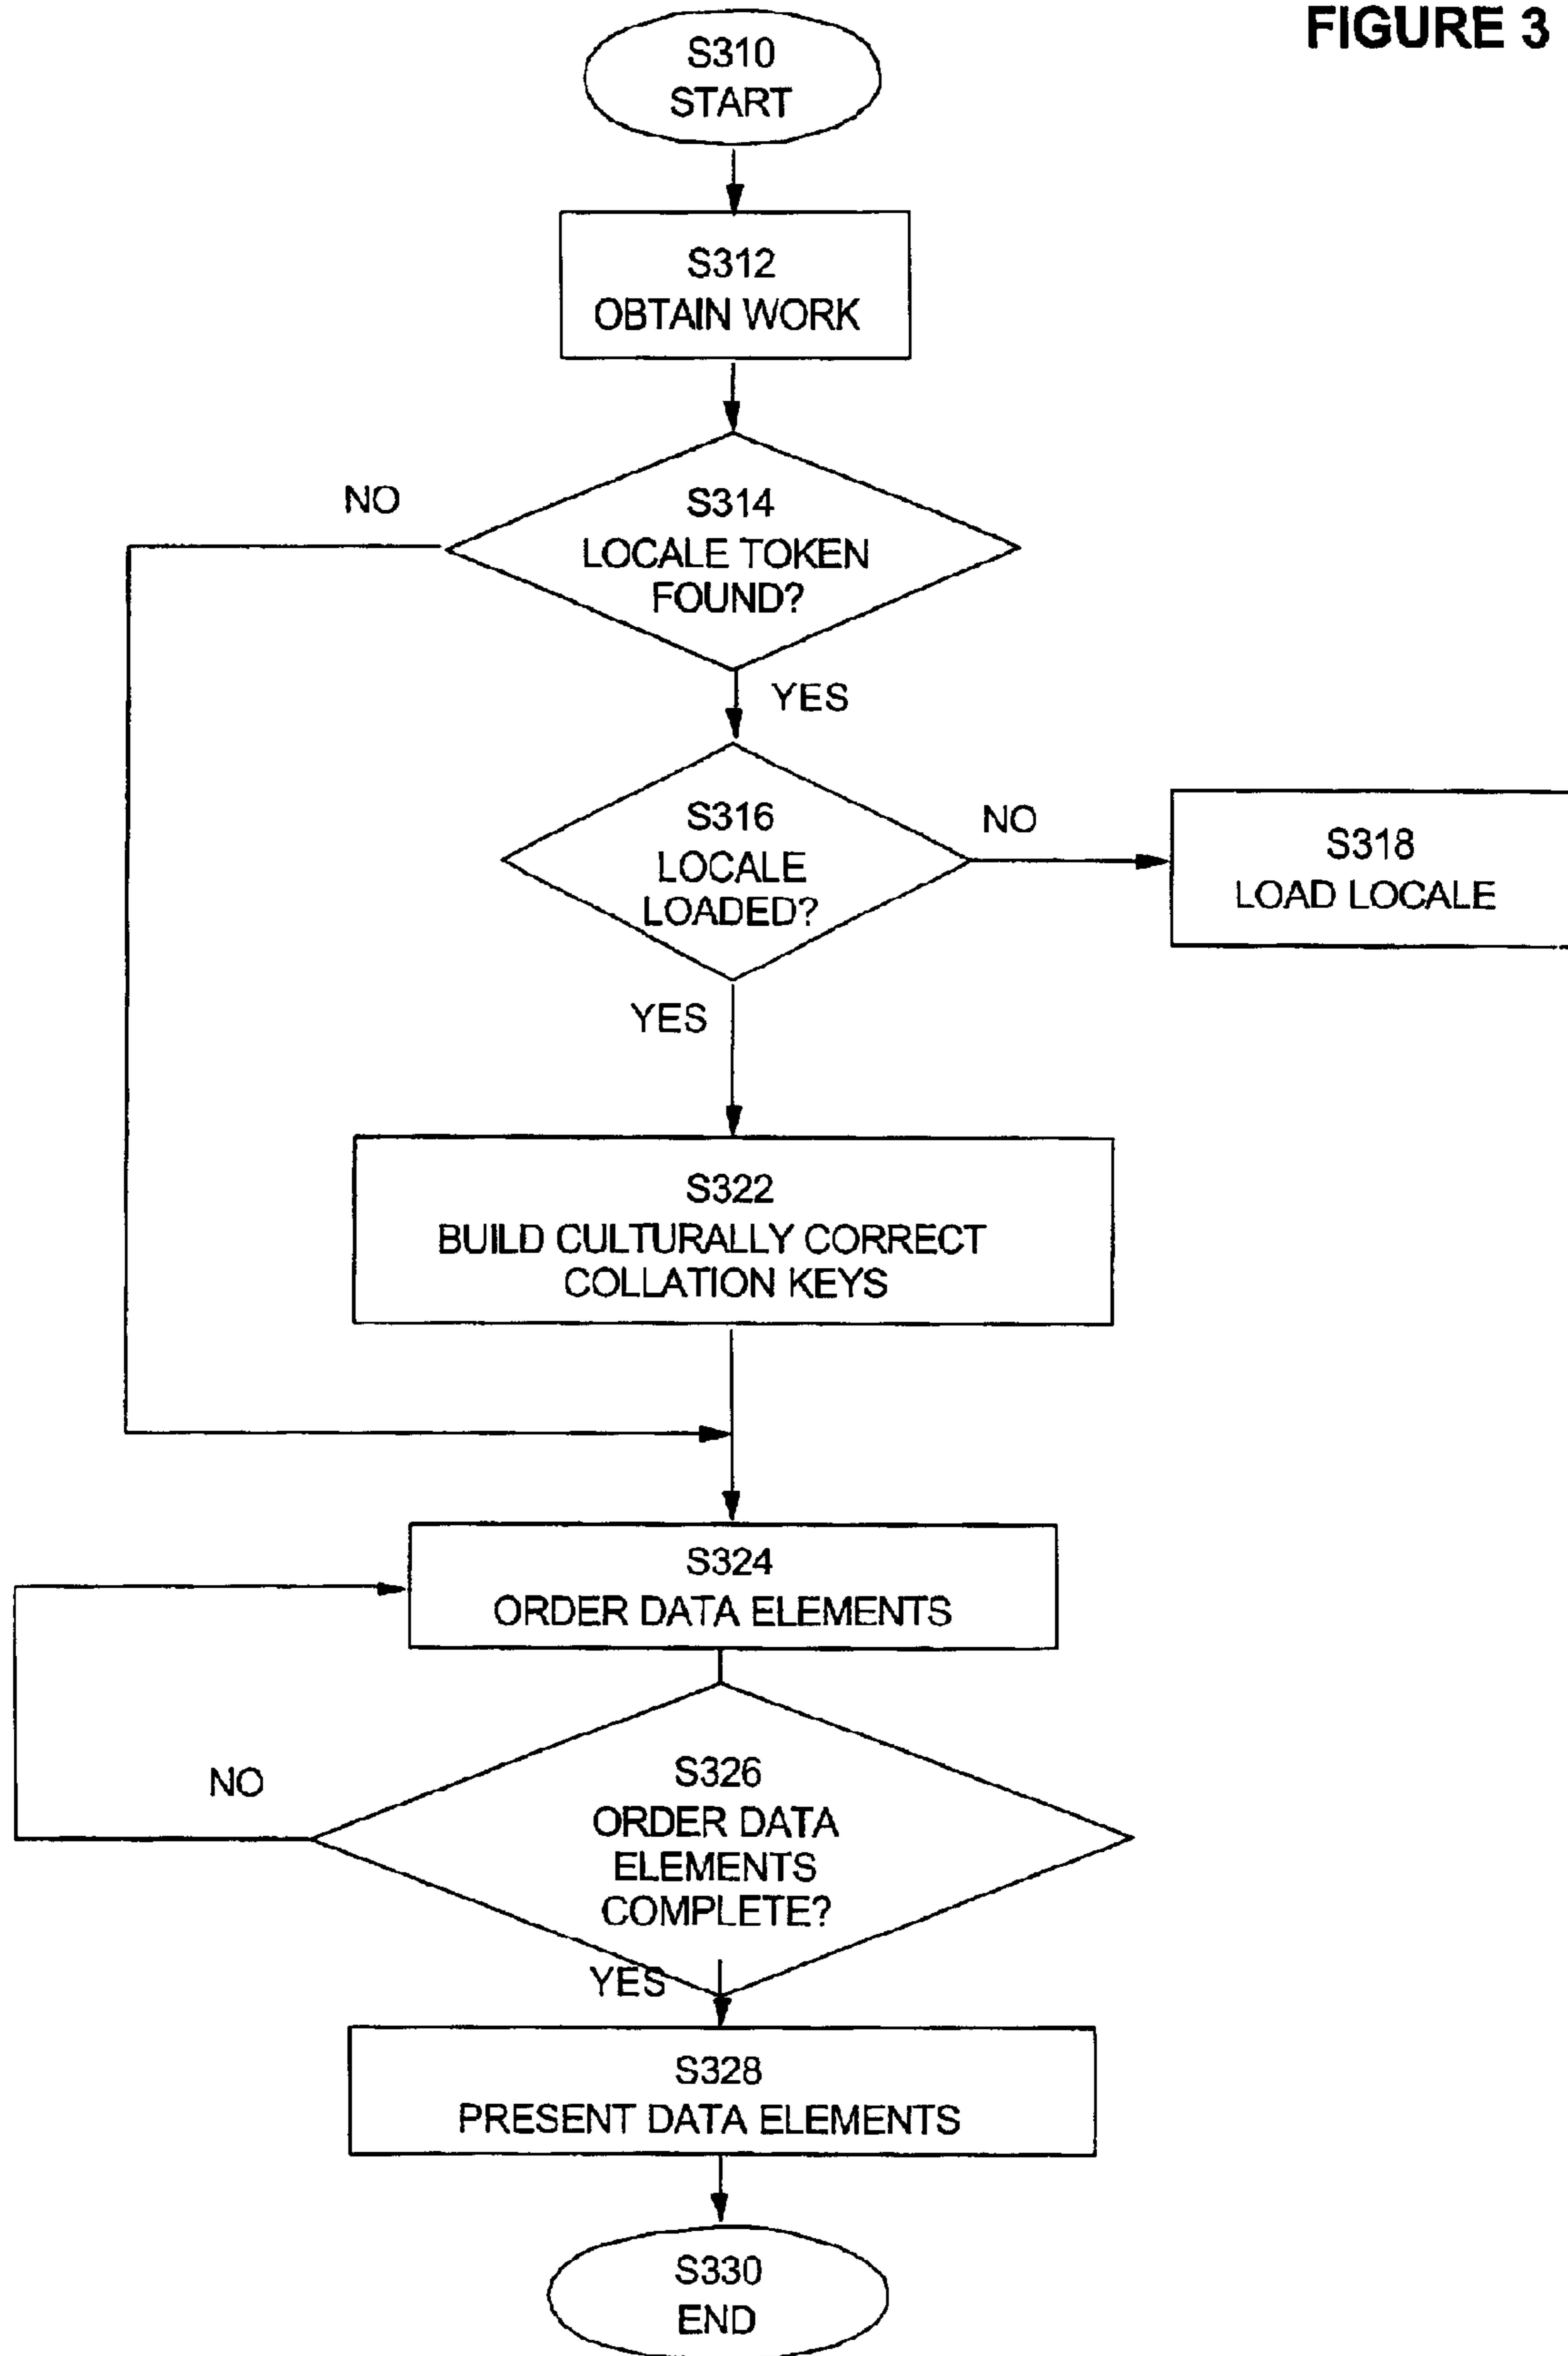 FIGURE 3
S310
START
S312
OBTAIN WORK
NO
S314
LOCALE TOKEN
FOUND?
YES
S316
LOCALE
LOADED?
NO
S318
LOAD LOCALE
YES
S322
BUILD CULTURALLY CORRECT
COLLATION KEYS
S324
ORDER DATA ELEMENTS
NO
S326
ORDER DATA
ELEMENTS
COMPLETE?
YES
S328
PRESENT DATA ELEMENTS
S330
END